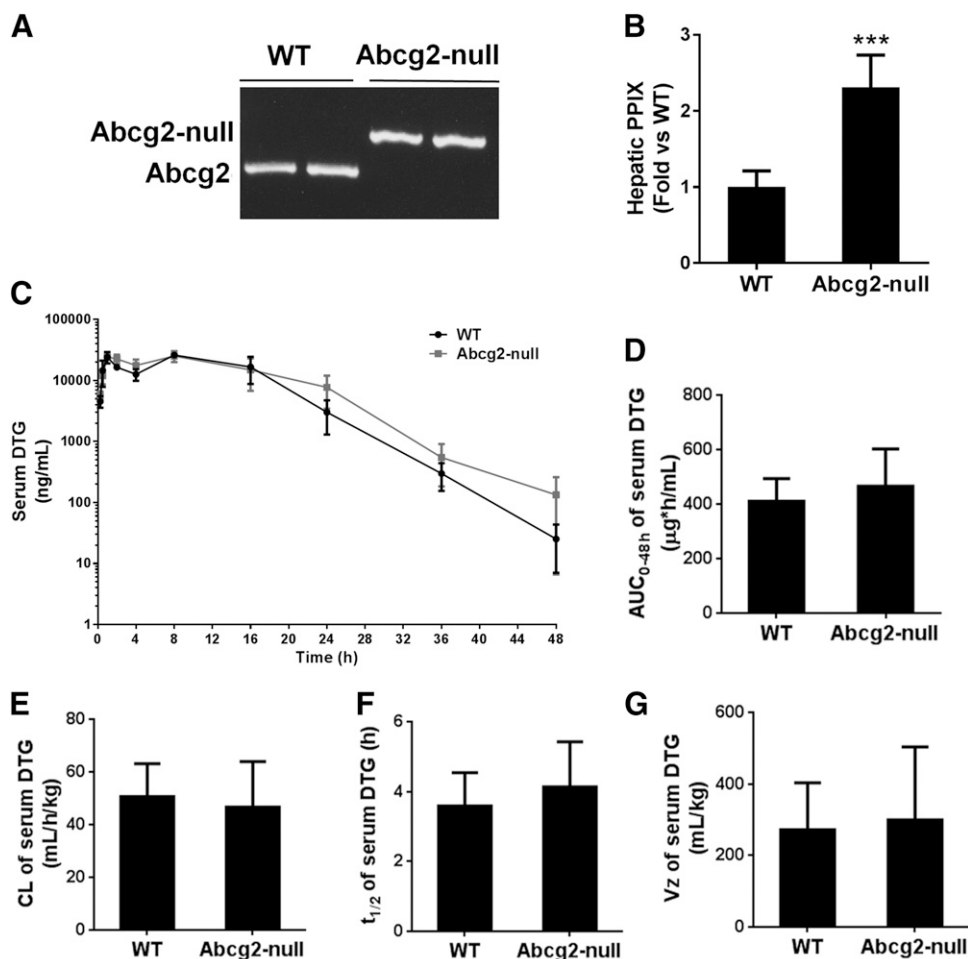 A
WT Abcg2-null
Abcg2-null
Abcg2
B
***
Hepatic PPIX
(Fold vs WT)
3
2
1
0
WT Abcg2-null
C
Serum DTG
(ng/mL)
100000
10000
1000
100
10
1
0 4 8 12 16 20 24 28 32 36 40 44 48
Time (h)
WT
Abcg2-null
D
AUC0-48h of serum DTG
(μg*h/mL)
800
600
400
200
0
WT Abcg2-null
E
CL of serum DTG
(mL/h/kg)
80
60
40
20
0
WT Abcg2-null
F
t1/2 of serum DTG (h)
6
4
2
0
WT Abcg2-null
G
Vz of serum DTG
(mL/kg)
600
400
200
0
WT Abcg2-null